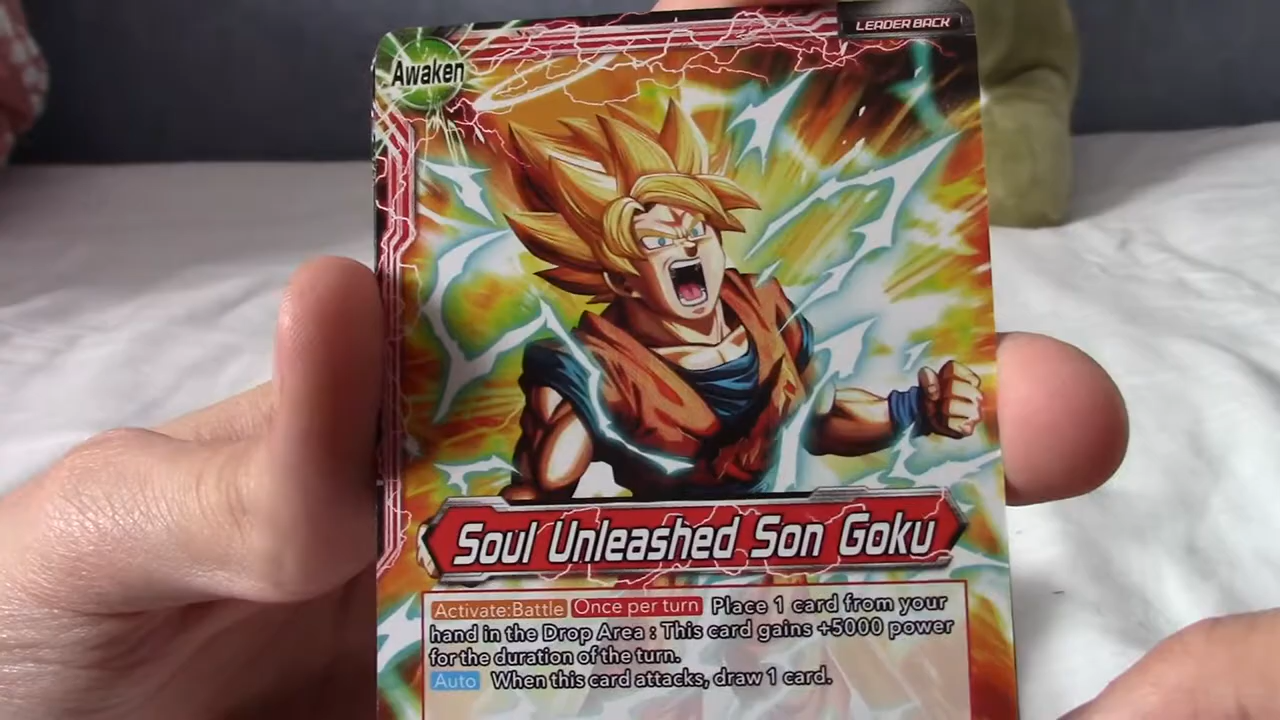 LEADER BACK
Awaken
Soul Unleashed Son Goku
Activate:Battle Once per turn Place 1 card from your
hand in the Drop Area : This card gains +5000 power
for the duration of the turn.
Auto When this card attacks, draw 1 card.